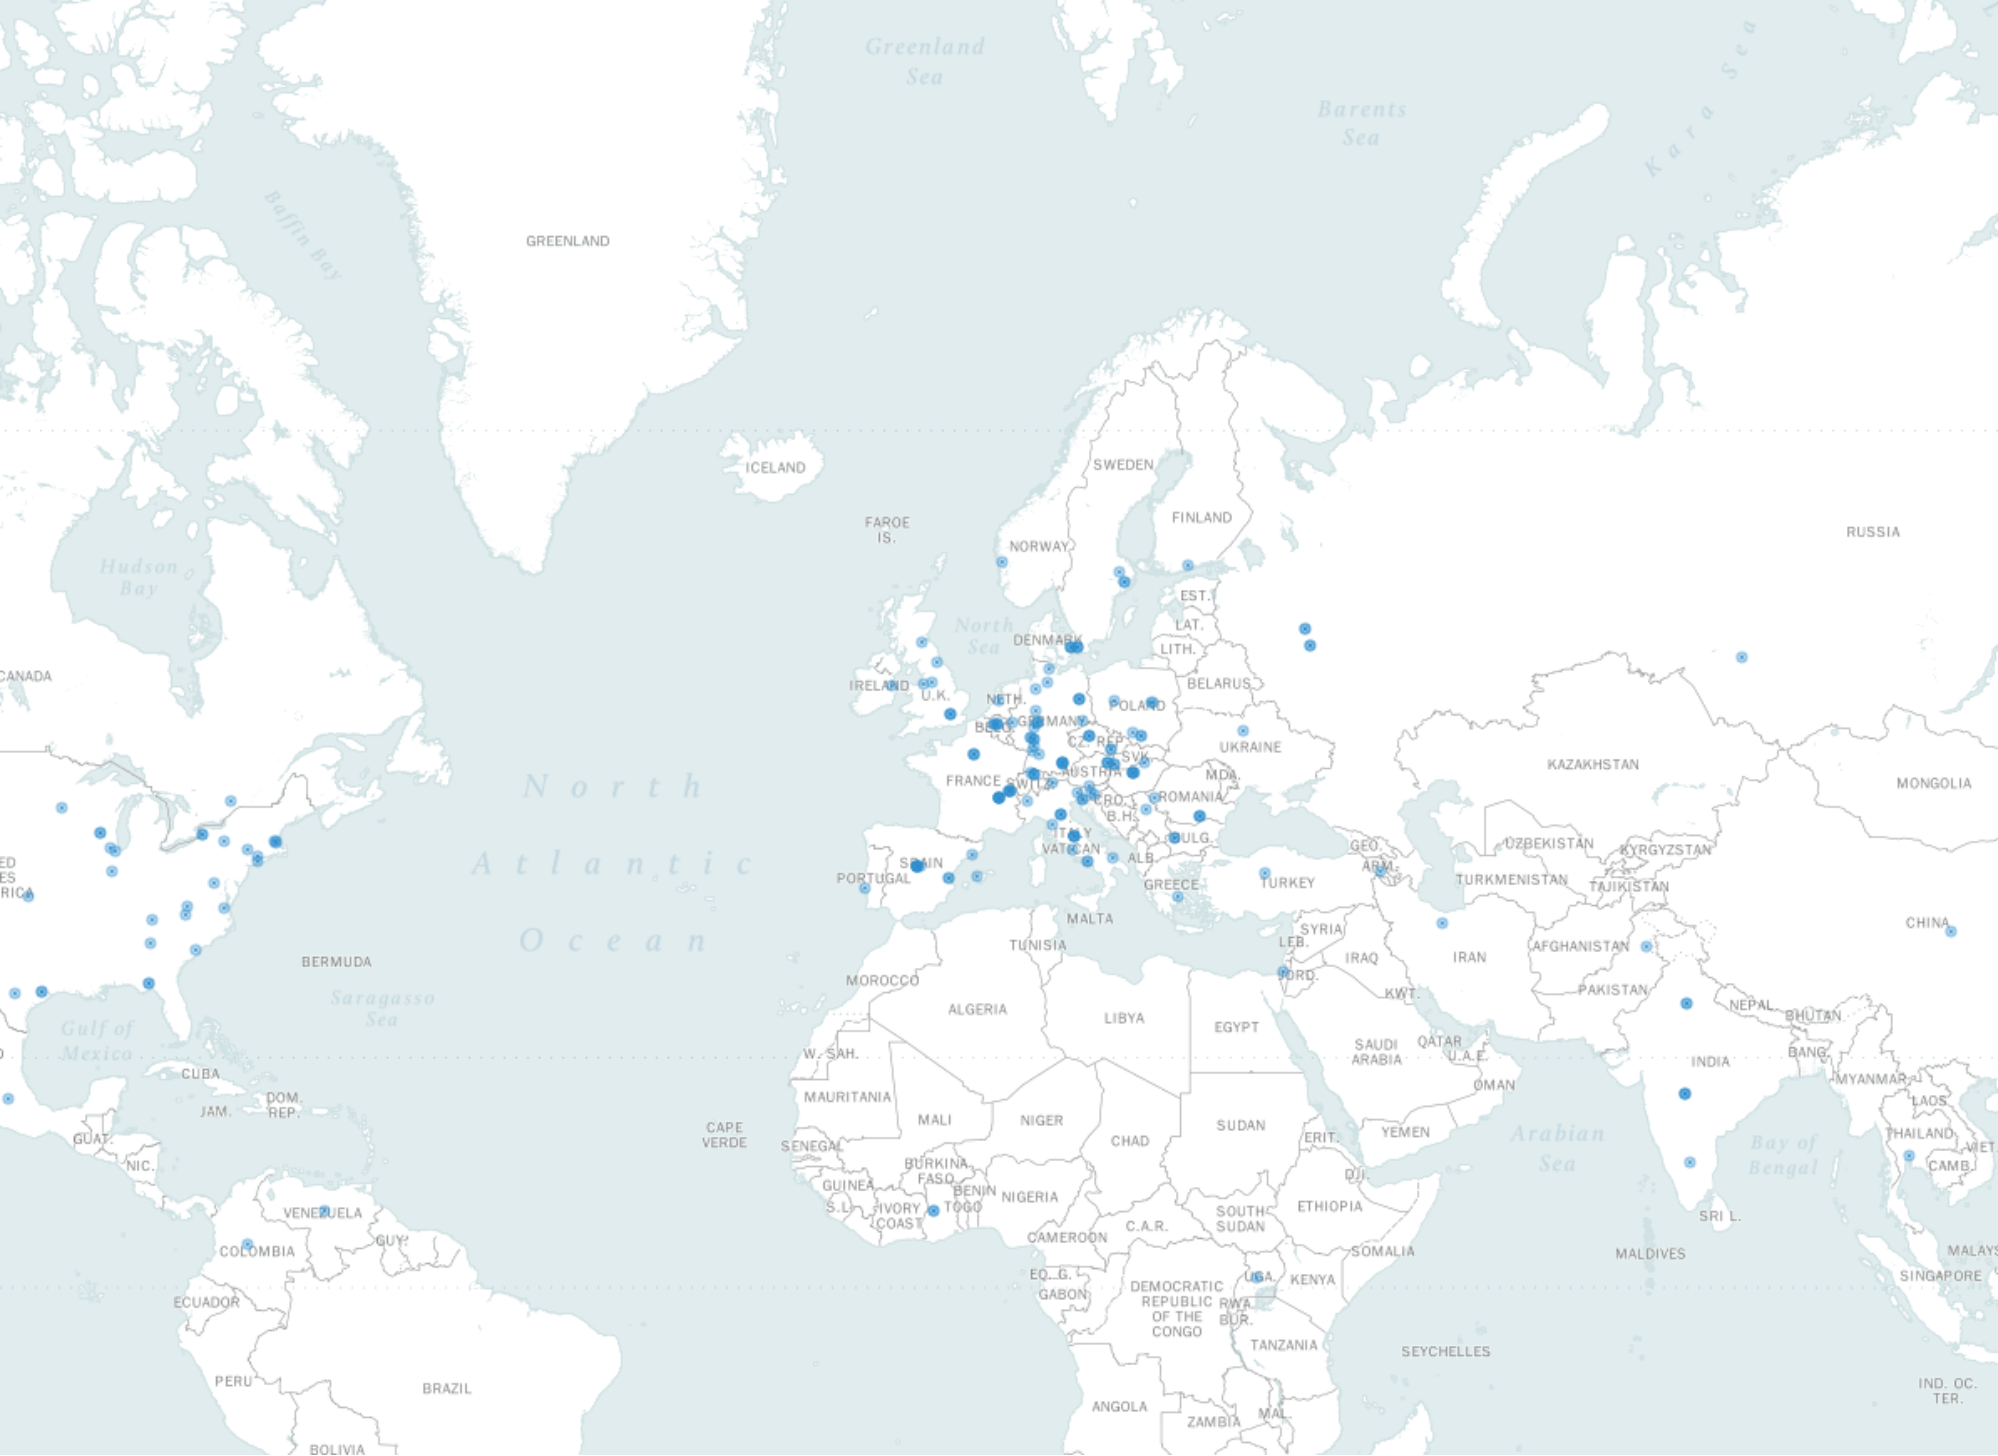 Greenland
Sea
Barents
Sea
Kara Sea
Baffin Bay
GREENLAND
ICELAND
SWEDEN
FINLAND
RUSSIA
FAROE
IS.
NORWAY
Hudson
Bay
EST.
North
Sea
LAT.
DENMARK
LITH.
CANADA
IRELAND
U.K.
NETH.
BELARUS
POLAND
BELG.
GERMANY
CZ. REP.
UKRAINE
SVK.
KAZAKHSTAN
FRANCE
SWITZ.
AUSTRIA
MDA.
MONGOLIA
North
Atlantic
Ocean
CRO.
ROMANIA
B.H.
ITALY
BULG.
VATICAN
ALB.
GEO.
UZBEKISTAN
KYRGYZSTAN
ED
ES
RICA
SPAIN
PORTUGAL
ARM.
TURKMENISTAN
TAJIKISTAN
GREECE
TURKEY
MALTA
CHINA
SYRIA
TUNISIA
LEB.
AFGHANISTAN
BERMUDA
IRAQ
IRAN
MOROCCO
JORD.
KWT.
PAKISTAN
Saragasso
Sea
ALGERIA
LIBYA
EGYPT
NEPAL
BHUTAN
Gulf of
Mexico
W. SAH.
SAUDI
ARABIA
QATAR
U.A.E.
INDIA
BANG.
CUBA
OMAN
MYANMAR
MAURITANIA
DOM.
REP.
JAM.
LAOS
MALI
NIGER
CAPE
VERDE
SUDAN
YEMEN
Arabian
Sea
Bay of
Bengal
THAILAND
GUAT.
CHAD
ERIT.
SENEGAL
VIET.
NIC.
BURKINA
FASO
DJI.
CAMB.
GUINEA
BENIN
NIGERIA
S.L.
IVORY
COAST
TOGO
ETHIOPIA
VENEZUELA
C.A.R.
SOUTH
SUDAN
SRI L.
CAMEROON
GUY.
COLOMBIA
SOMALIA
MALDIVES
MALAYS
EQ. G.
GABON
UGA.
KENYA
SINGAPORE
DEMOCRATIC
REPUBLIC
OF THE
CONGO
ECUADOR
RWA.
BUR.
TANZANIA
SEYCHELLES
PERU
BRAZIL
IND. OC.
TER.
ANGOLA
ZAMBIA
MAL.
BOLIVIA